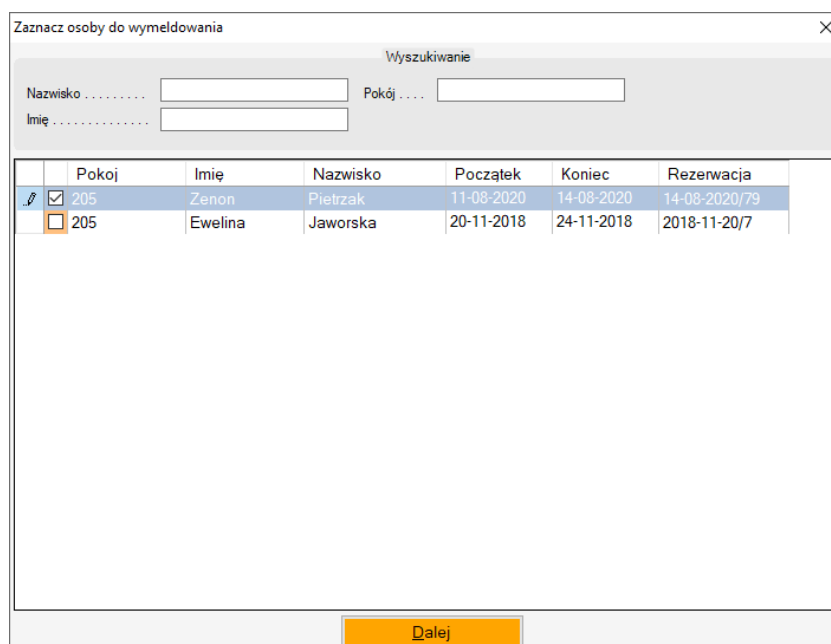 Zaznacz osoby do wymeldowania
Wyszukiwanie
Nazwisko . . . . . . . . . Pokój . . . .
Imię . . . . . . . . . . . . . .
Pokoj Imię Nazwisko Początek Koniec Rezerwacja
205 Zenon Pietrzak 11-08-2020 14-08-2020 14-08-2020/79
205 Ewelina Jaworska 20-11-2018 24-11-2018 2018-11-20/7
Dalej